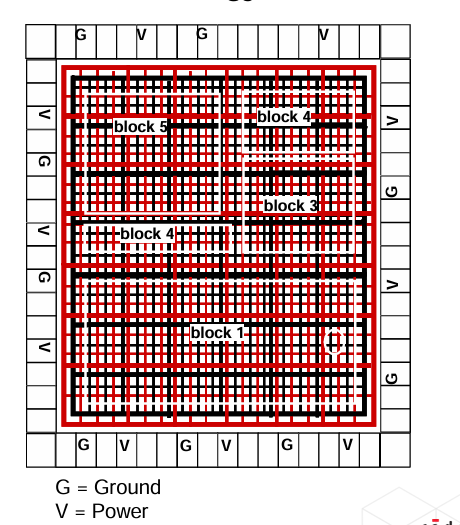 G V G V
V
V
block 5
block 4
G
G
block 3
V
block 4
G
V
block 1
V
G
G V G V G V
G = Ground
V = Power